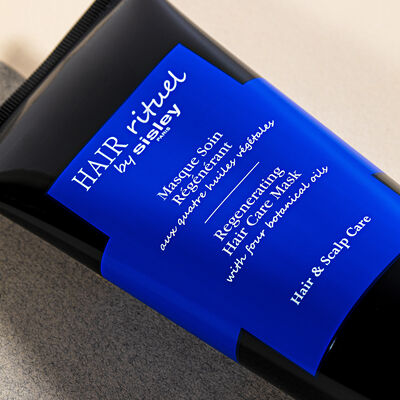 HAIR rituel
by sisley
PARIS
Masque Soin
Régénérant
aux quatre huiles végétales
Regenerating
Hair Care Mask
with four botanical oils
Hair & Scalp Care